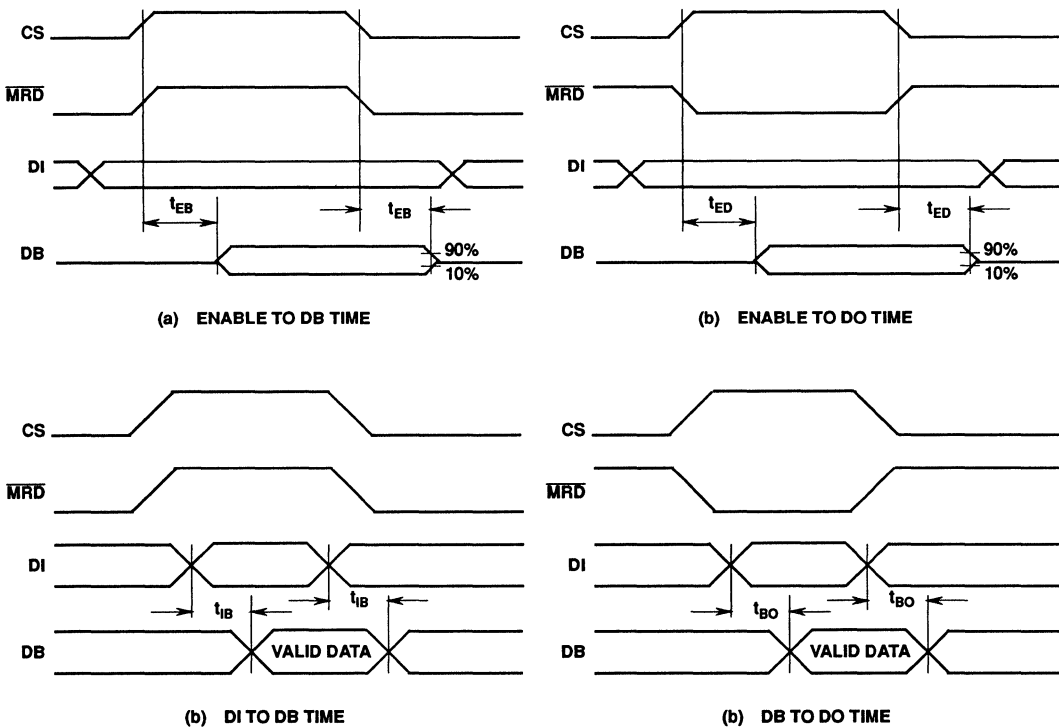 CS
MRD
DI
tEB
tEB
DB
90%
10%
(a) ENABLE TO DB TIME
CS
MRD
DI
tED
tED
DB
90%
10%
(b) ENABLE TO DO TIME
CS
MRD
DI
tIB
tIB
DB
VALID DATA
(b) DI TO DB TIME
CS
MRD
DI
tBO
tBO
DB
VALID DATA
(b) DB TO DO TIME